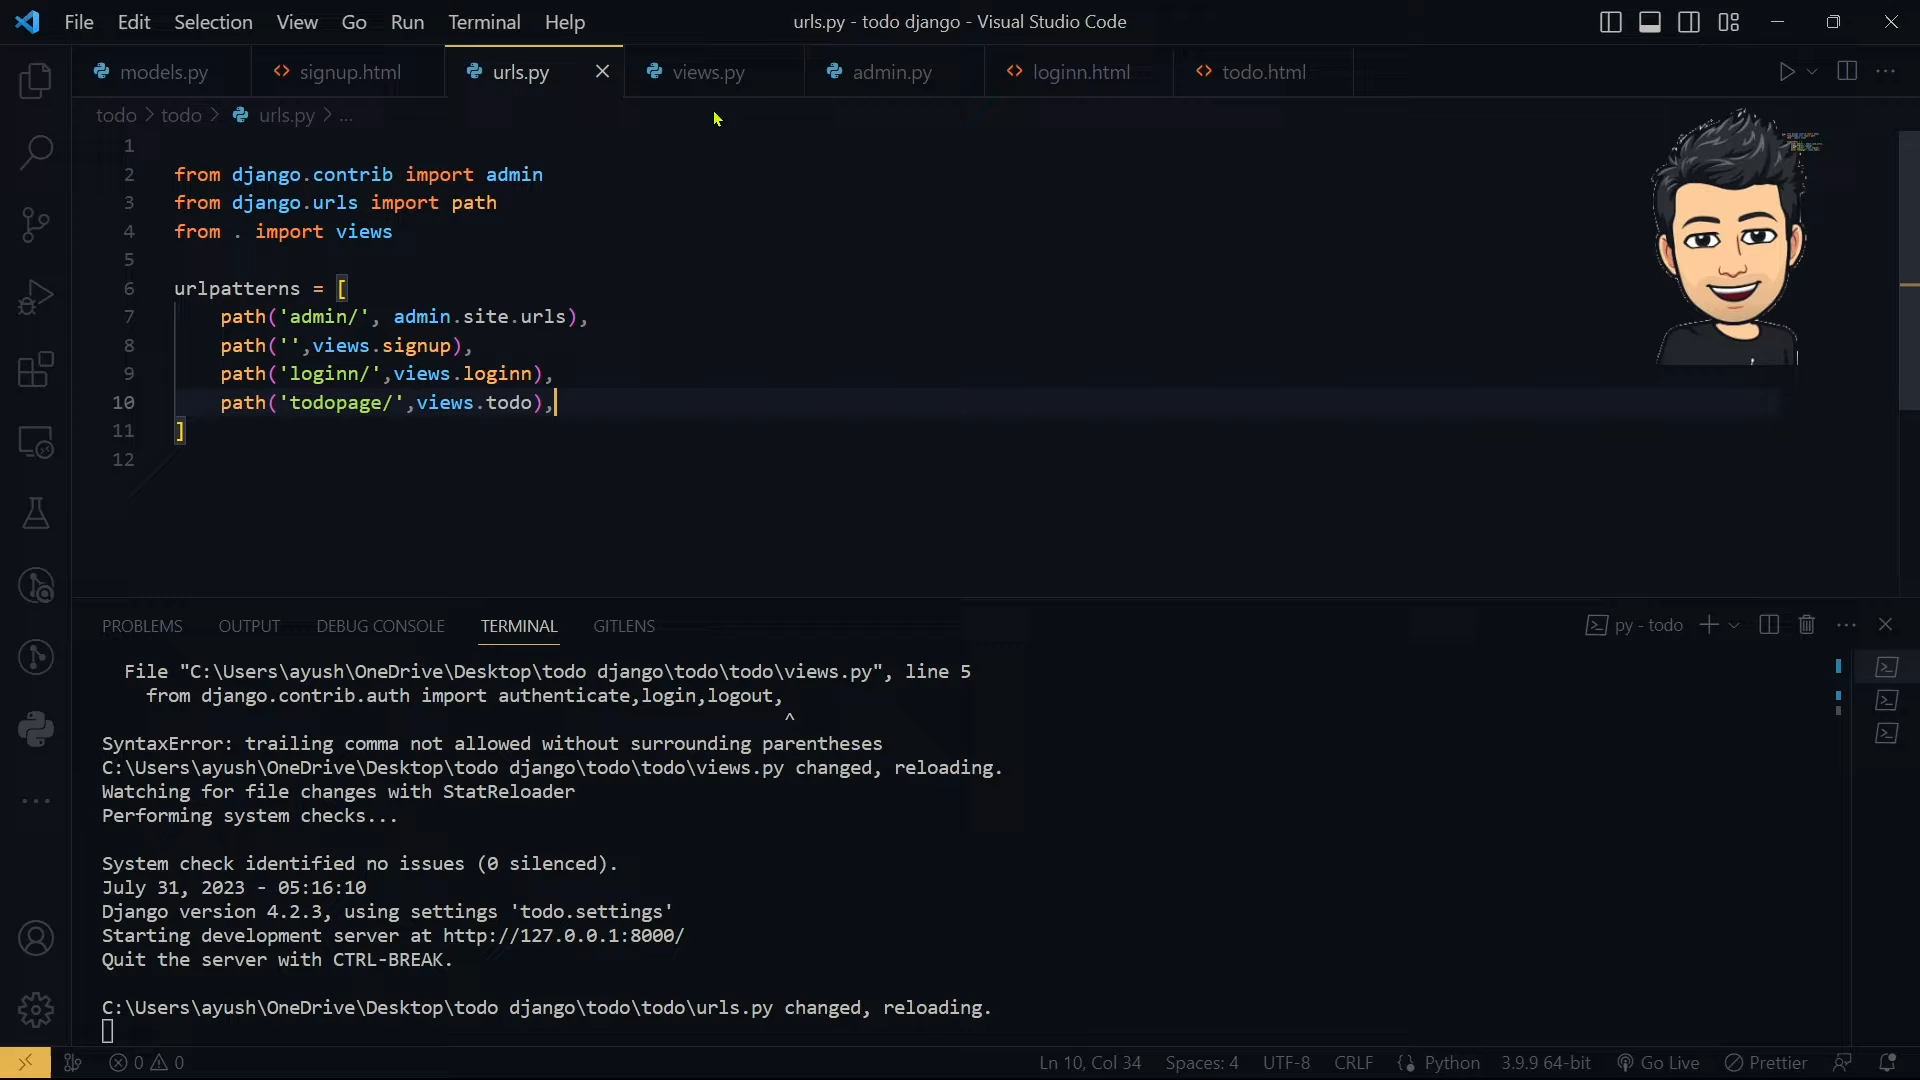 File Edit Selection View Go Run Terminal Help urls.py - todo django - Visual Studio Code
models.py signup.html urls.py views.py admin.py loginn.html todo.html
todo > todo > urls.py > ...
1
2 from django.contrib import admin
3 from django.urls import path
4 from . import views
5
6 urlpatterns = [
7 path('admin/', admin.site.urls),
8 path('',views.signup),
9 path('loginn/',views.loginn),
10 path('todopage/',views.todo),
11 ]
12
PROBLEMS OUTPUT DEBUG CONSOLE TERMINAL GITLENS py - todo
File "C:\Users\ayush\OneDrive\Desktop\todo django\todo\todo\views.py", line 5
from django.contrib.auth import authenticate,login,logout,
^
SyntaxError: trailing comma not allowed without surrounding parentheses
C:\Users\ayush\OneDrive\Desktop\todo django\todo\todo\views.py changed, reloading.
Watching for file changes with StatReloader
Performing system checks...
System check identified no issues (0 silenced).
July 31, 2023 - 05:16:10
Django version 4.2.3, using settings 'todo.settings'
Starting development server at http://127.0.0.1:8000/
Quit the server with CTRL-BREAK.
C:\Users\ayush\OneDrive\Desktop\todo django\todo\todo\urls.py changed, reloading.
0 0 Ln 10, Col 34 Spaces: 4 UTF-8 CRLF Python 3.9.9 64-bit Go Live Prettier